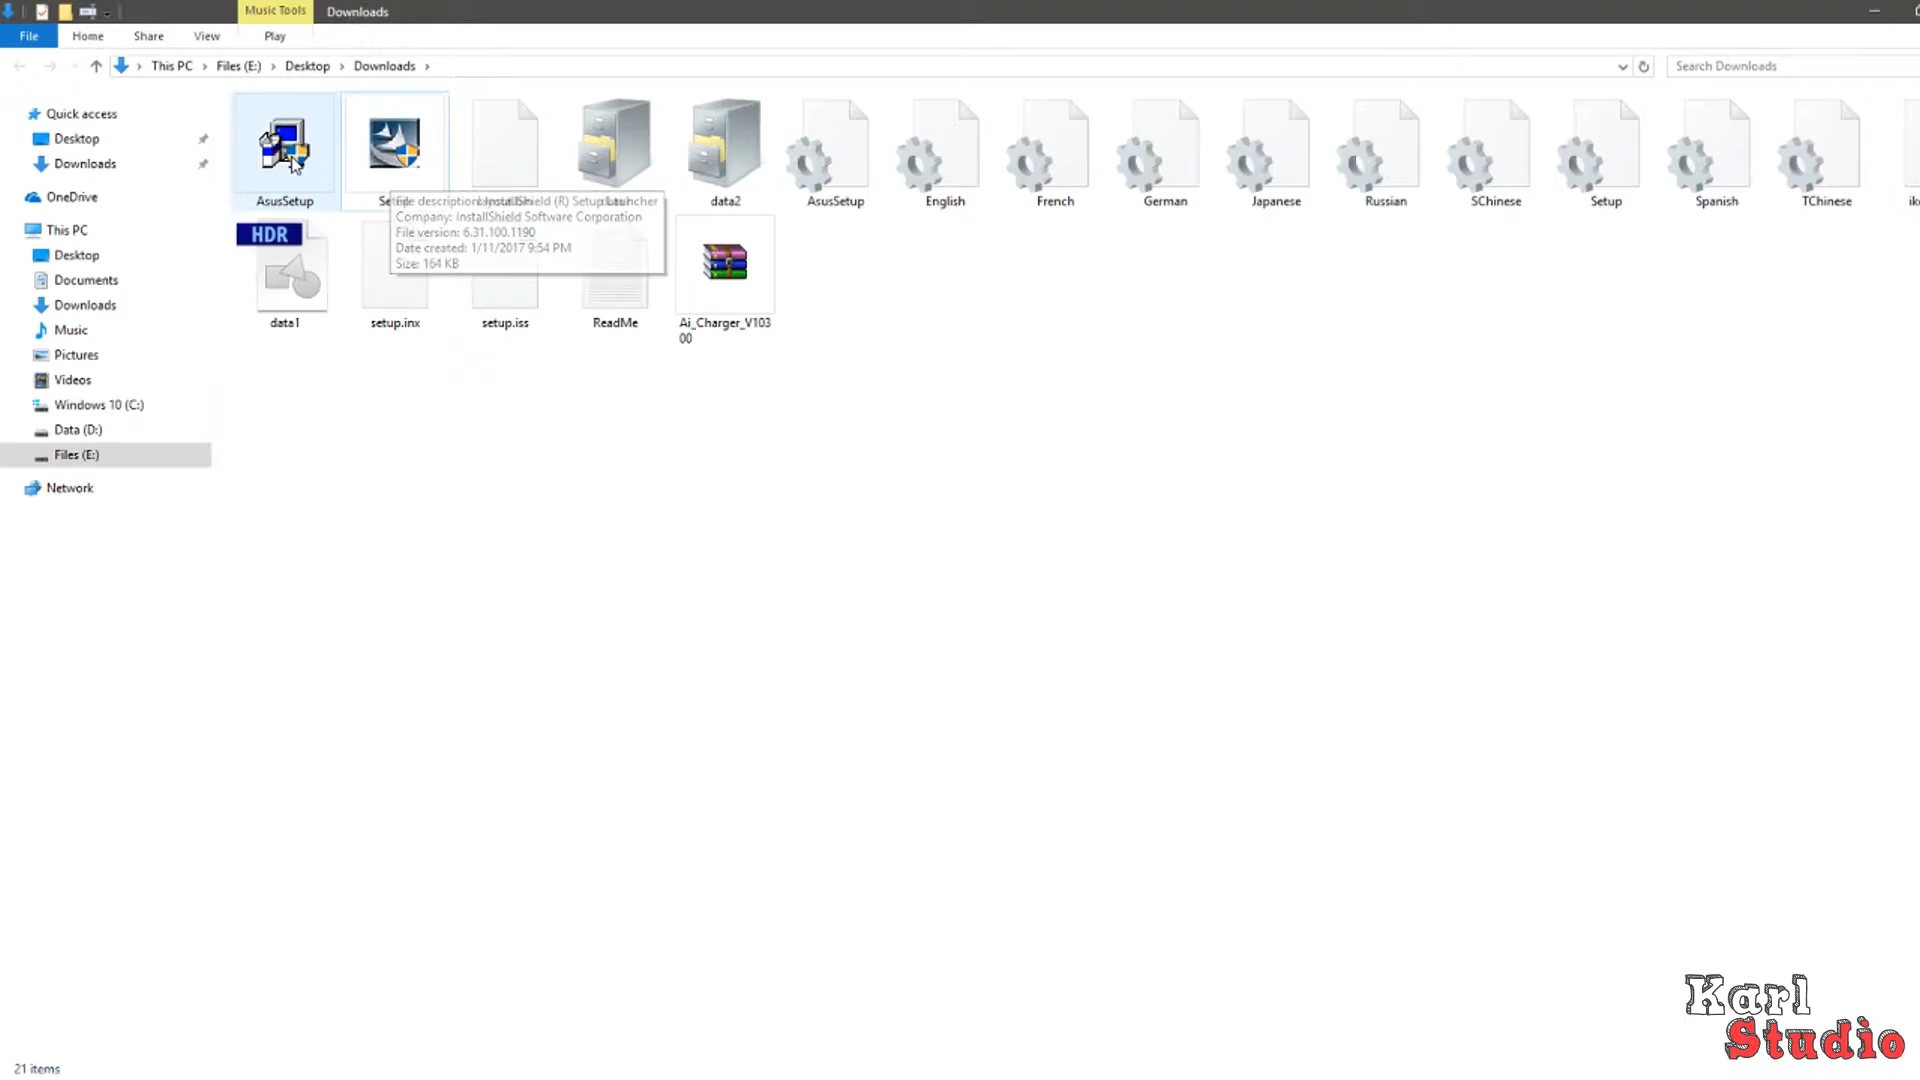 Music Tools
Downloads
File
Home
Share
View
Play
This PC
Files (E:)
Desktop
Downloads
Search Downloads
Quick access
Desktop
Downloads
OneDrive
This PC
Desktop
Documents
Downloads
Music
Pictures
Videos
Windows 10 (C:)
Data (D:)
Files (E:)
Network
AsusSetup
data2
AsusSetup
English
French
German
Japanese
Russian
SChinese
Setup
Spanish
TChinese
File description: InstallShield (R) Setup Launcher
Company: InstallShield Software Corporation
File version: 6.31.100.1190
Date created: 1/11/2017 9:54 PM
Size: 164 KB
HDR
data1
setup.inx
setup.iss
ReadMe
Ai_Charger_V103
00
21 items
Karl
Studio